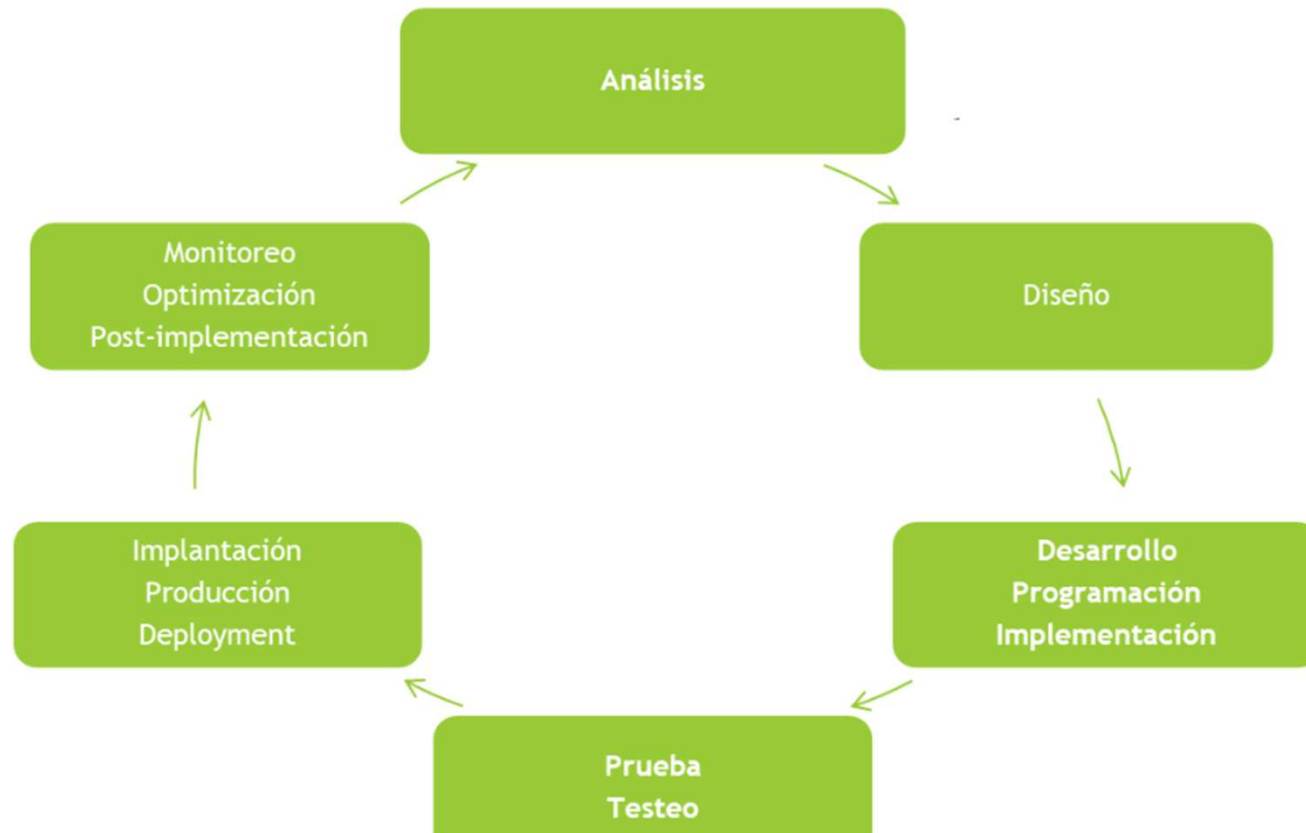 Análisis
Monitoreo
Optimización
Post-implementación
Diseño
Implantación
Producción
Deployment
Desarrollo
Programación
Implementación
Prueba
Testeo